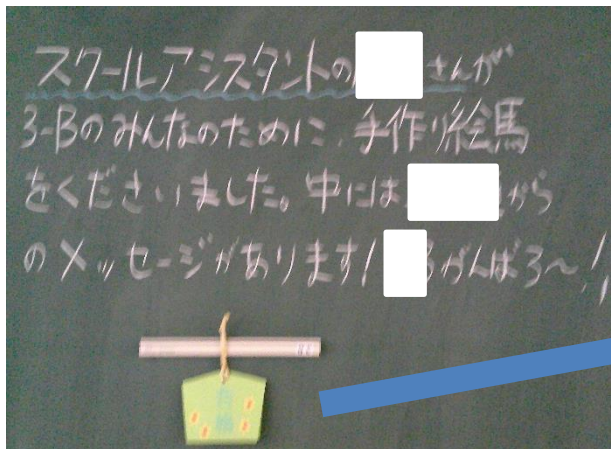 スクールアシスタントの さんが
3-Bのみんなのために、手作り絵馬
をくださいました。中には から
のメッセージがあります! がんばろ〜!!